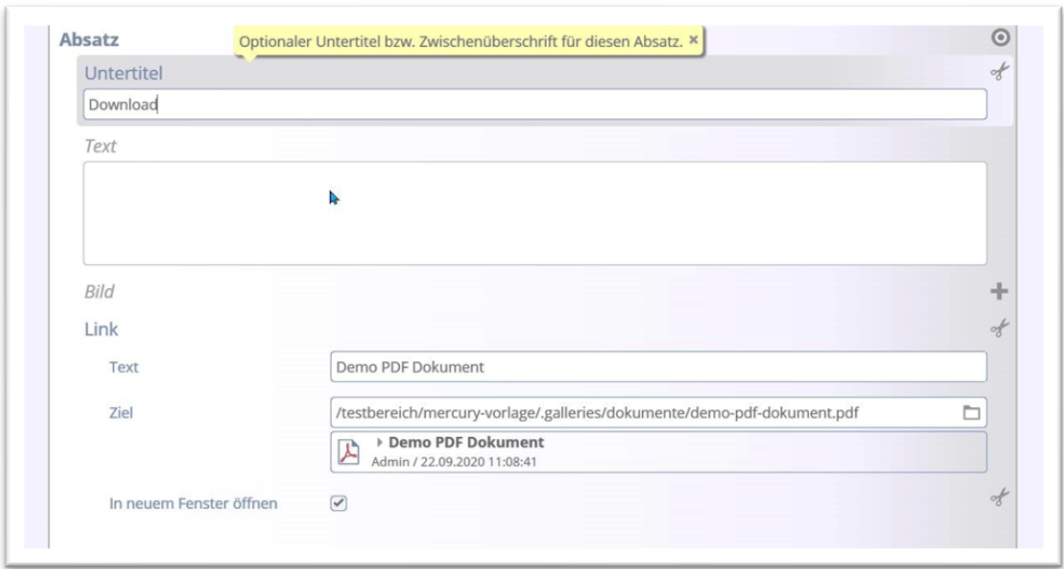 Absatz
Optionaler Untertitel bzw. Zwischenüberschrift für diesen Absatz. ×
Untertitel
Download
Text
Bild
Link
Text Demo PDF Dokument
Ziel /testbereich/mercury-vorlage/.galleries/dokumente/demo-pdf-dokument.pdf
Demo PDF Dokument
Admin / 22.09.2020 11:08:41
In neuem Fenster öffnen